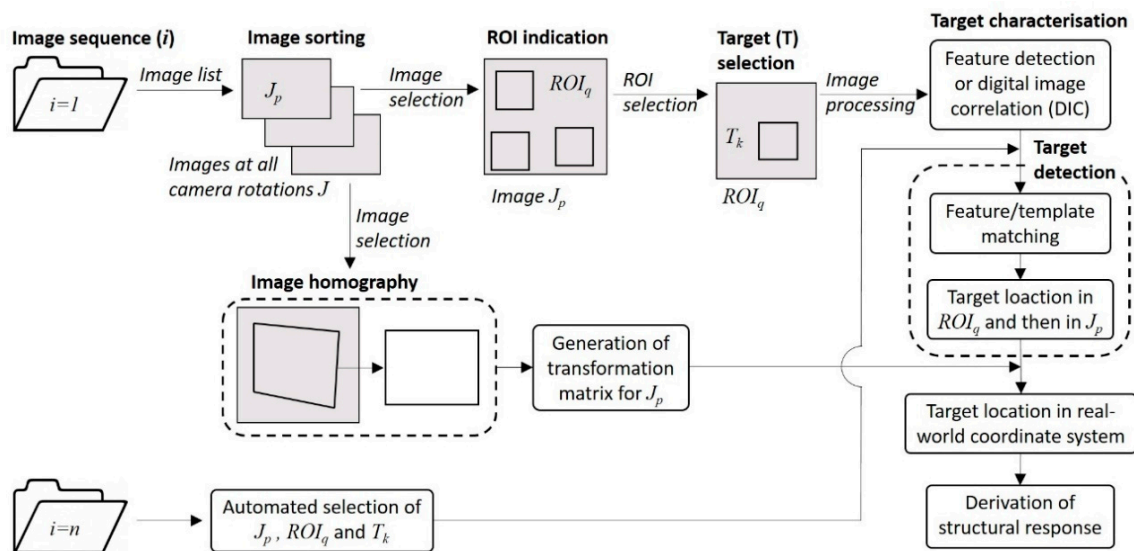 Image sequence (i)
i=1
Image list
Image sorting
J_p
Images at all
camera rotations J
Image
selection
ROI indication
ROI_q
Image J_p
ROI
selection
Target (T)
selection
T_k
ROI_q
Image
processing
Target characterisation
Feature detection
or digital image
correlation (DIC)
Target
detection
Feature/template
matching
Target loaction in
ROI_q and then in J_p
Image
selection
Image homography
Generation of
transformation
matrix for J_p
Target location in real-
world coordinate system
Derivation of
structural response
i=n
Automated selection of
J_p , ROI_q and T_k